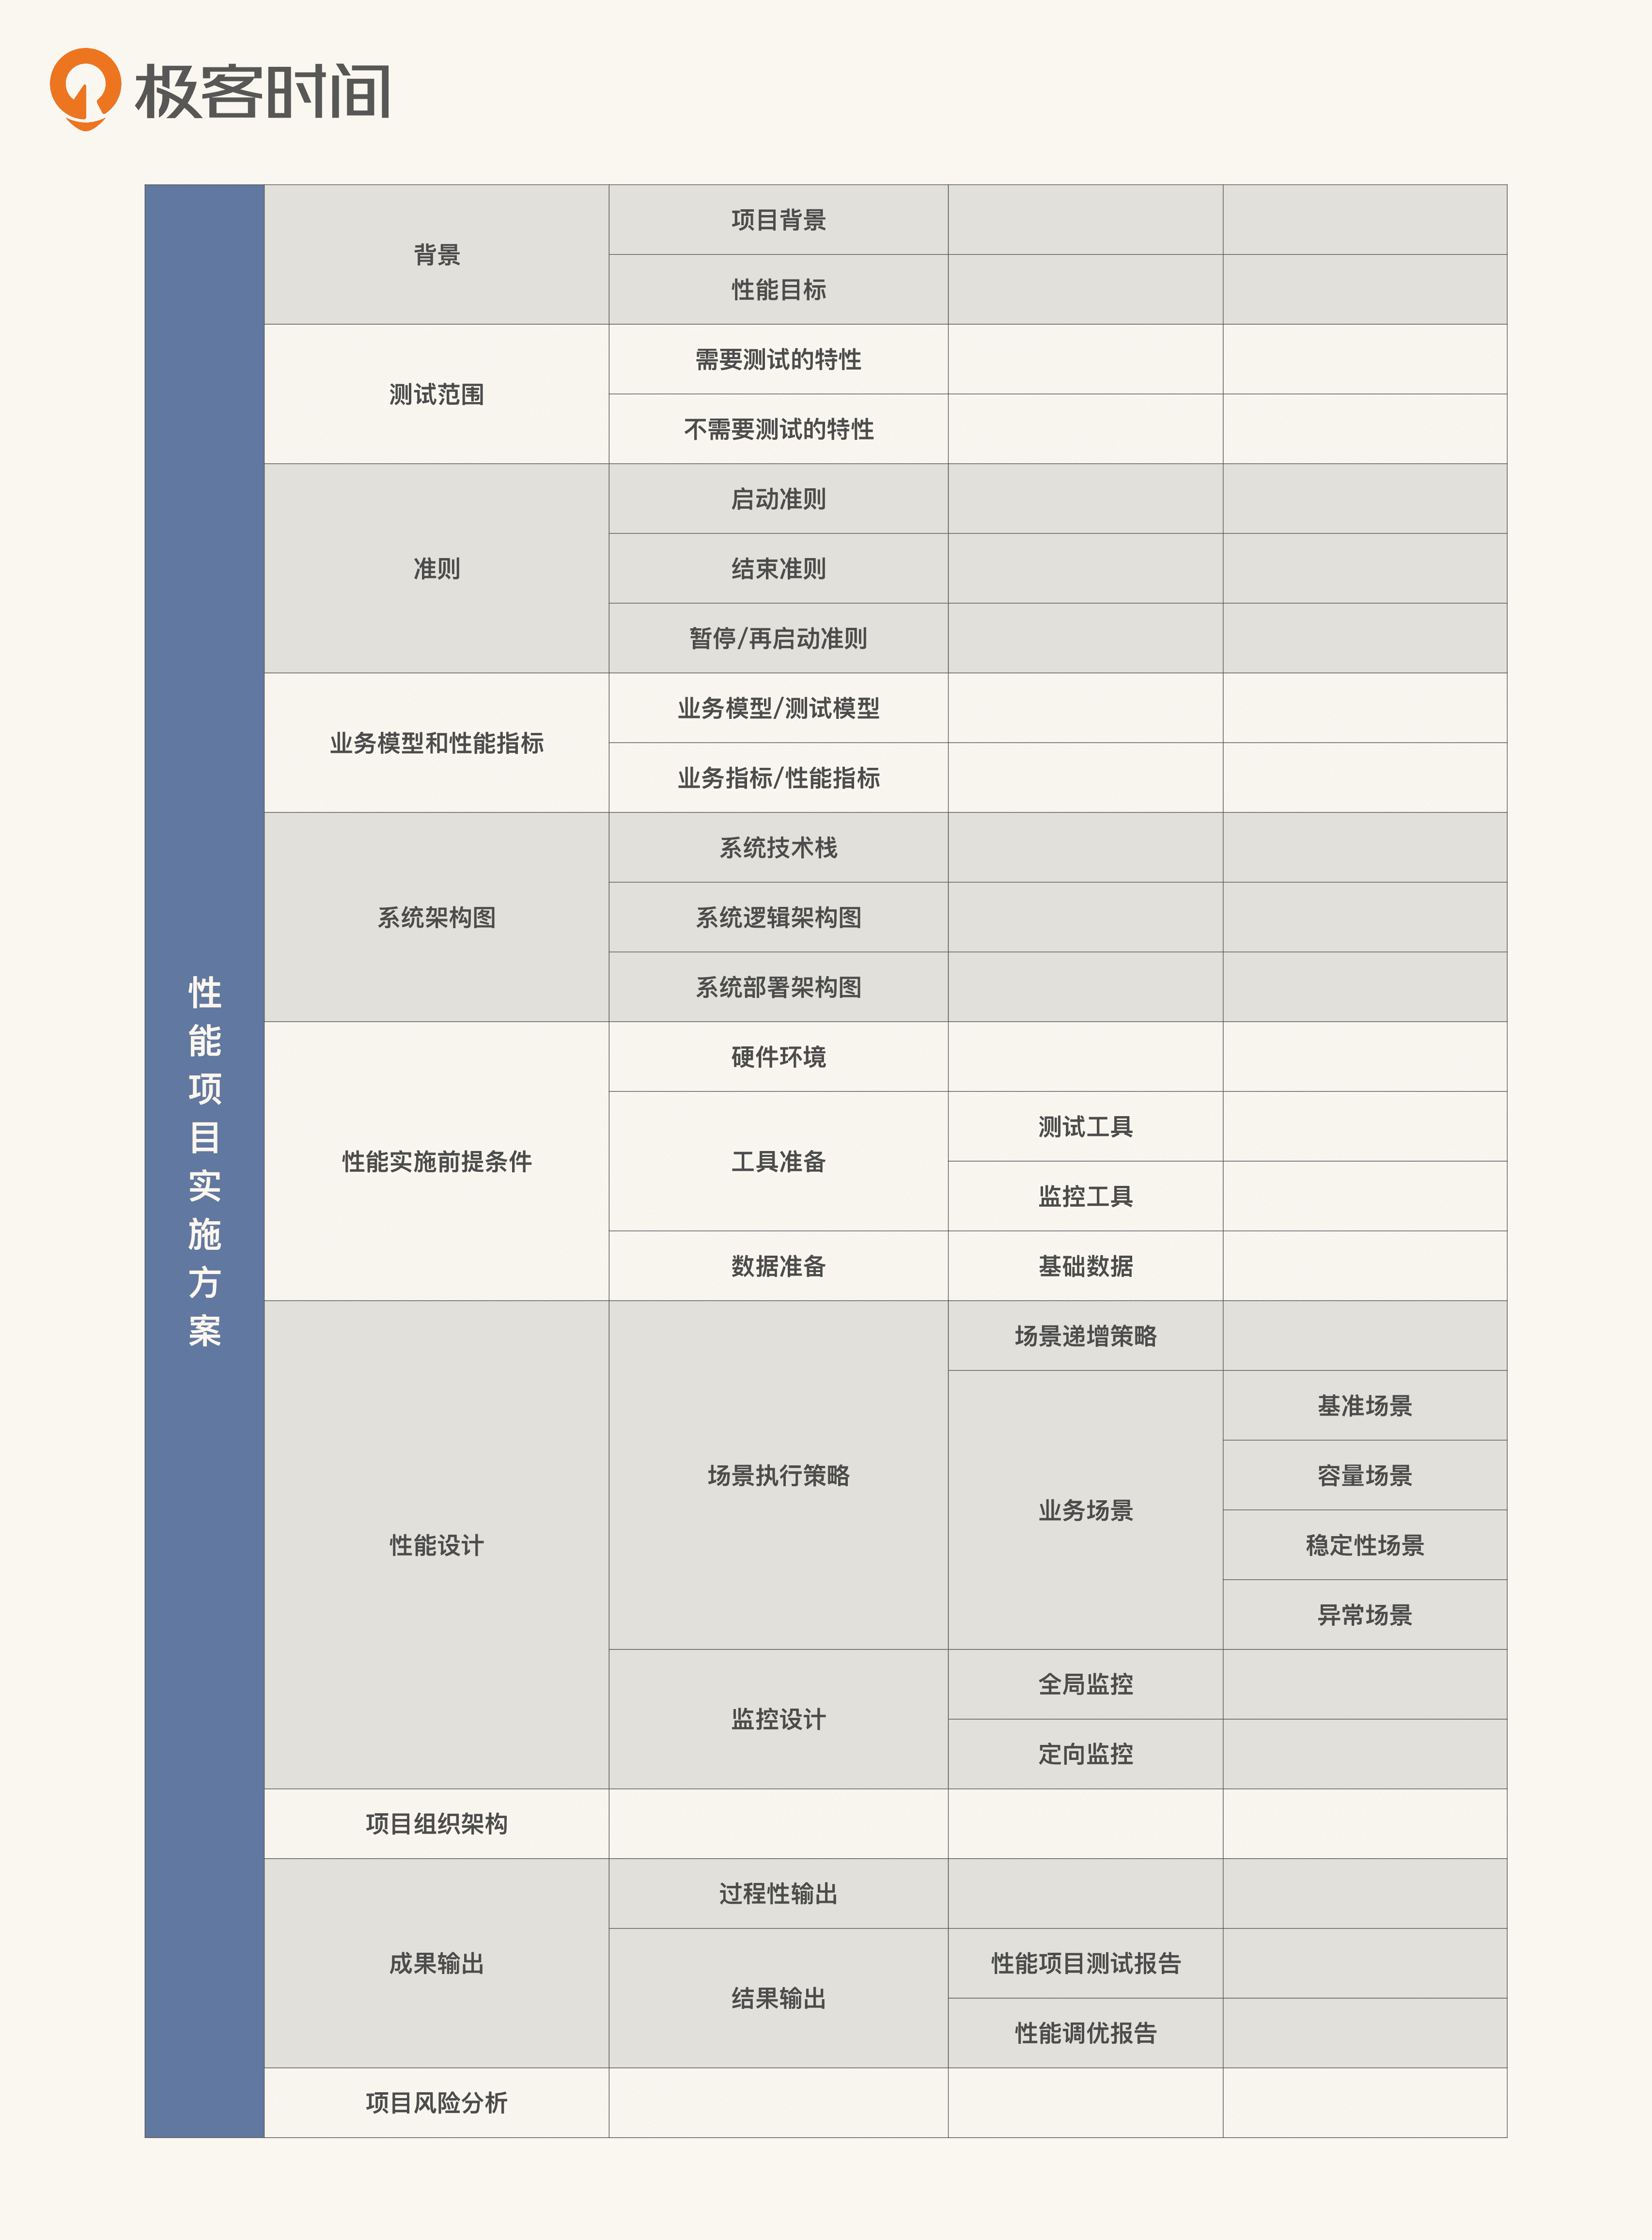 极客时间
性能项目实施方案
背景
项目背景
性能目标
测试范围
需要测试的特性
不需要测试的特性
准则
启动准则
结束准则
暂停/再启动准则
业务模型和性能指标
业务模型/测试模型
业务指标/性能指标
系统架构图
系统技术栈
系统逻辑架构图
系统部署架构图
性能实施前提条件
硬件环境
工具准备
测试工具
监控工具
数据准备
基础数据
性能设计
场景执行策略
场景递增策略
业务场景
基准场景
容量场景
稳定性场景
异常场景
监控设计
全局监控
定向监控
项目组织架构
成果输出
过程性输出
结果输出
性能项目测试报告
性能调优报告
项目风险分析